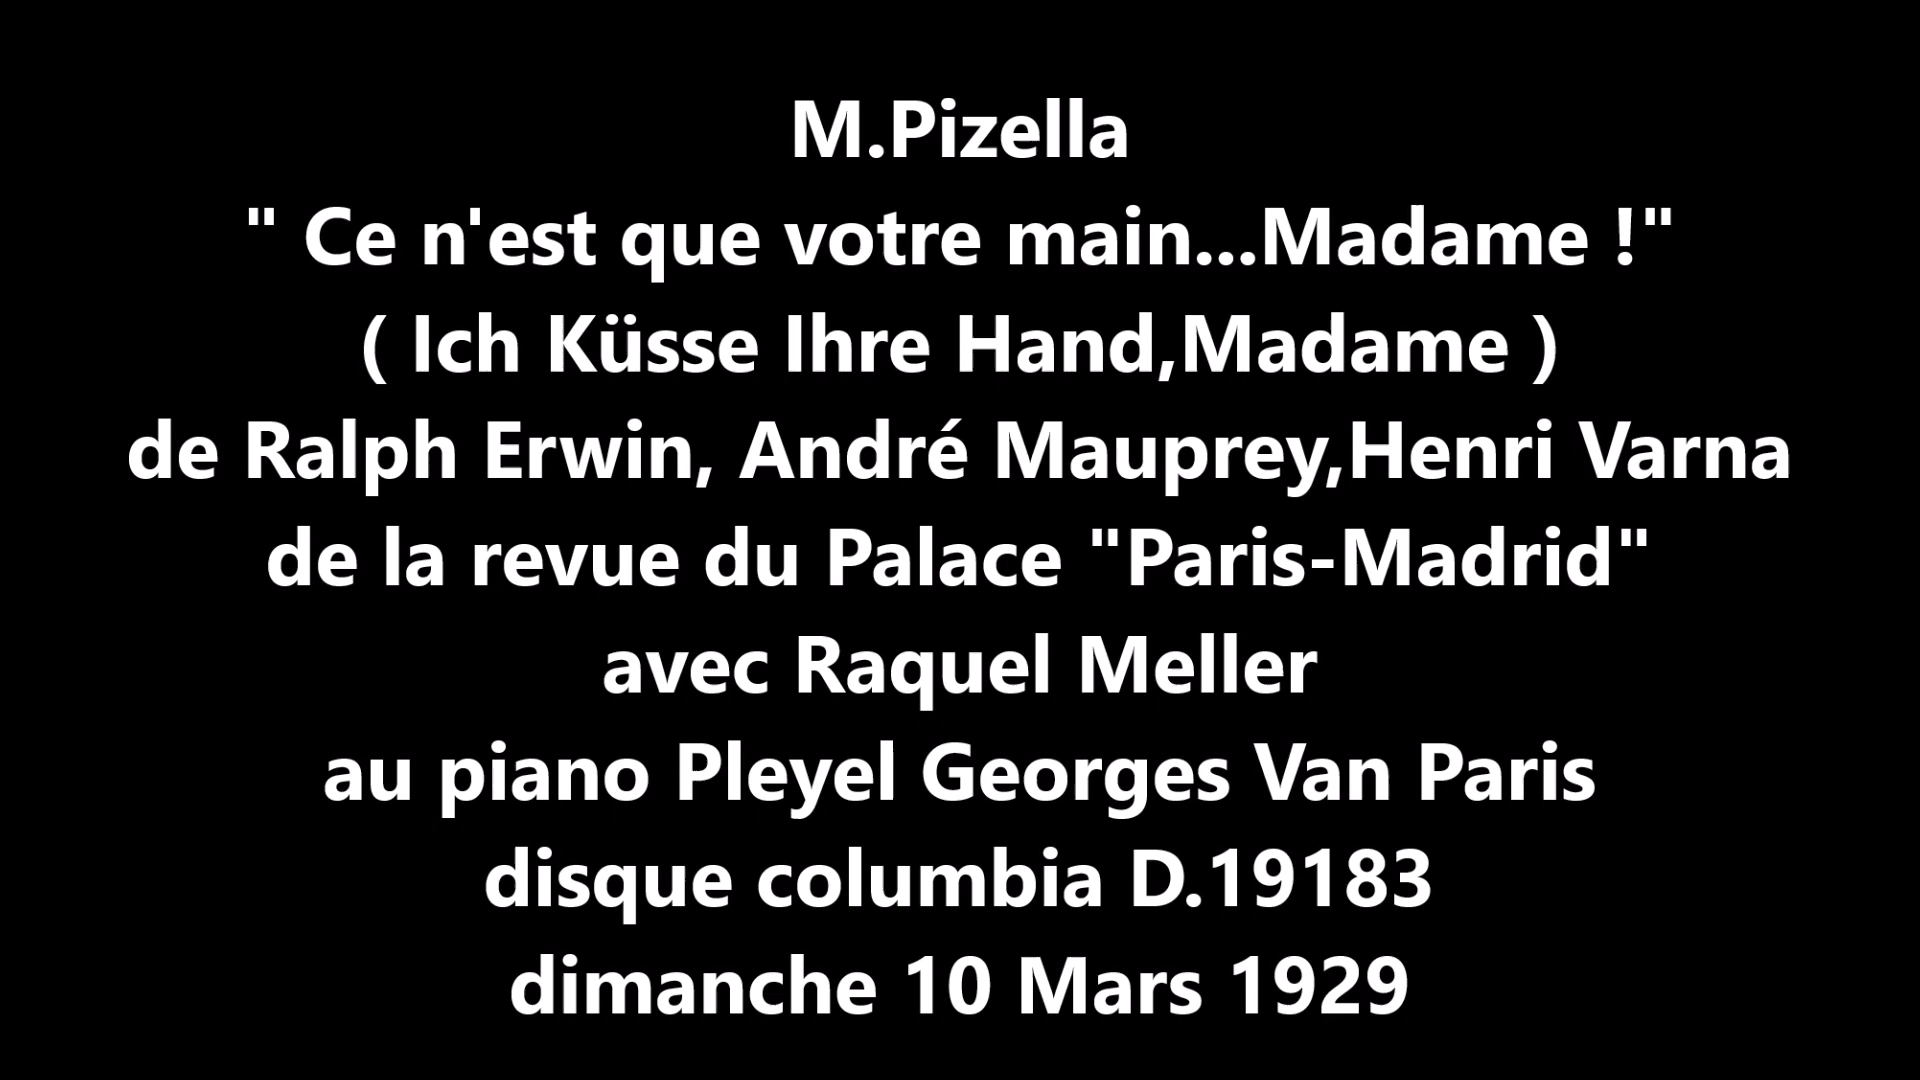 M.Pizella
" Ce n'est que votre main...Madame !"
( Ich Küsse Ihre Hand,Madame )
de Ralph Erwin, André Mauprey,Henri Varna
de la revue du Palace "Paris-Madrid"
avec Raquel Meller
au piano Pleyel Georges Van Paris
disque columbia D.19183
dimanche 10 Mars 1929